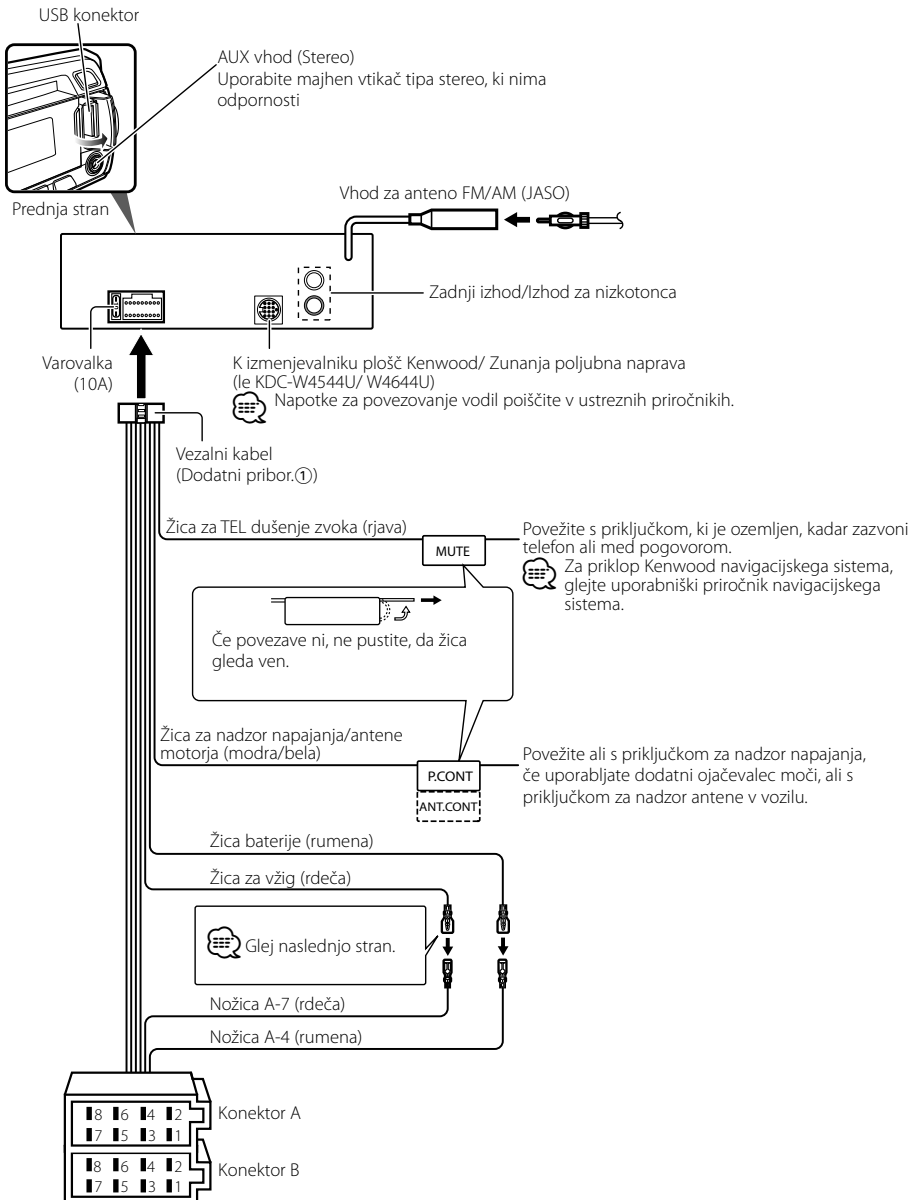 USB konektor
AUX vhod (Stereo)
Uporabite majhen vtikač tipa stereo, ki nima
odpornosti
Prednja stran
Vhod za anteno FM/AM (JASO)
Zadnji izhod/Izhod za nizkotonca
Varovalka
(10A)
K izmenjevalniku plošč Kenwood/ Zunanja poljubna naprava
(le KDC-W4544U/ W4644U)
Napotke za povezovanje vodil poiščite v ustreznih priročnikih.
Vezalni kabel
(Dodatni pribor.①)
Žica za TEL dušenje zvoka (rjava)
MUTE
Povežite s priključkom, ki je ozemljen, kadar zazvoni
telefon ali med pogovorom.
Za priklop Kenwood navigacijskega sistema,
glejte uporabniški priročnik navigacijskega
sistema.
Če povezave ni, ne pustite, da žica
gleda ven.
Žica za nadzor napajanja/antene
motorja (modra/bela)
P.CONT
ANT.CONT
Povežite ali s priključkom za nadzor napajanja,
če uporabljate dodatni ojačevalec moči, ali s
priključkom za nadzor antene v vozilu.
Žica baterije (rumena)
Žica za vžig (rdeča)
Glej naslednjo stran.
Nožica A-7 (rdeča)
Nožica A-4 (rumena)
8 6 4 2
7 5 3 1
Konektor A
8 6 4 2
7 5 3 1
Konektor B